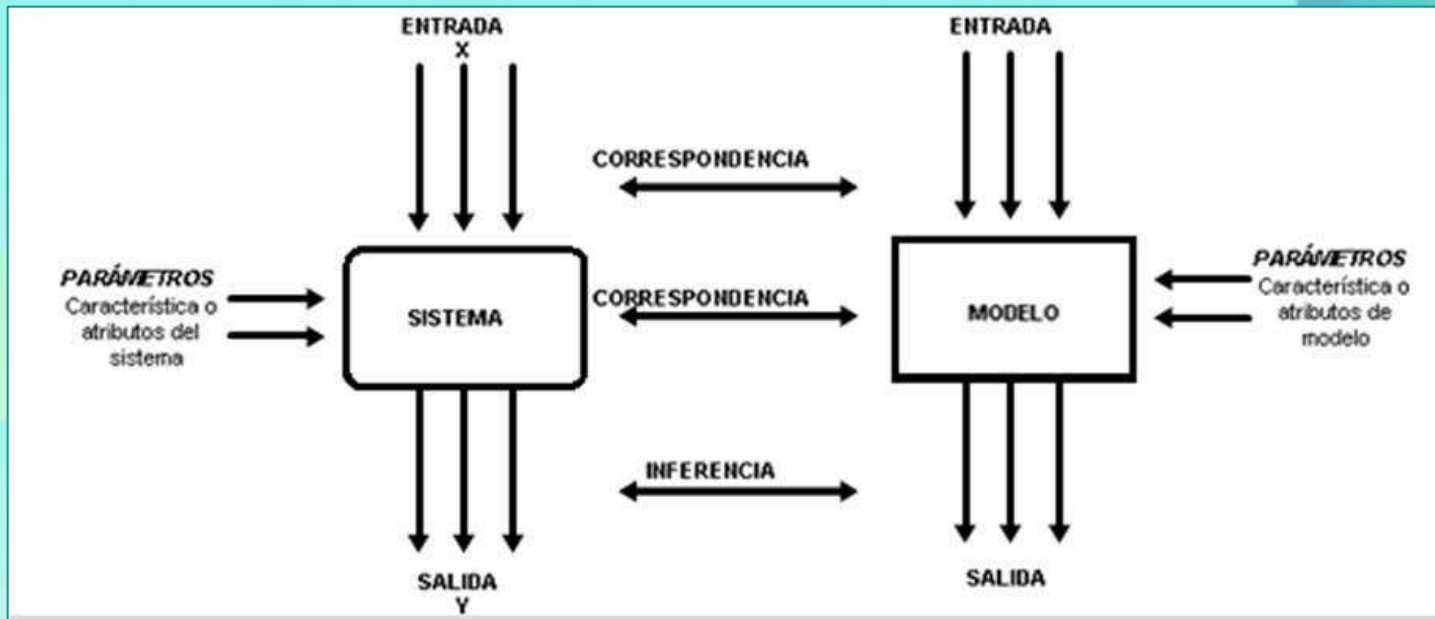 ENTRADA
X
ENTRADA
CORRESPONDENCIA
PARÁMETROS
Característica o
atributos del
sistema
SISTEMA
CORRESPONDENCIA
MODELO
PARÁMETROS
Característica o
atributos de
modelo
INFERENCIA
SALIDA
Y
SALIDA